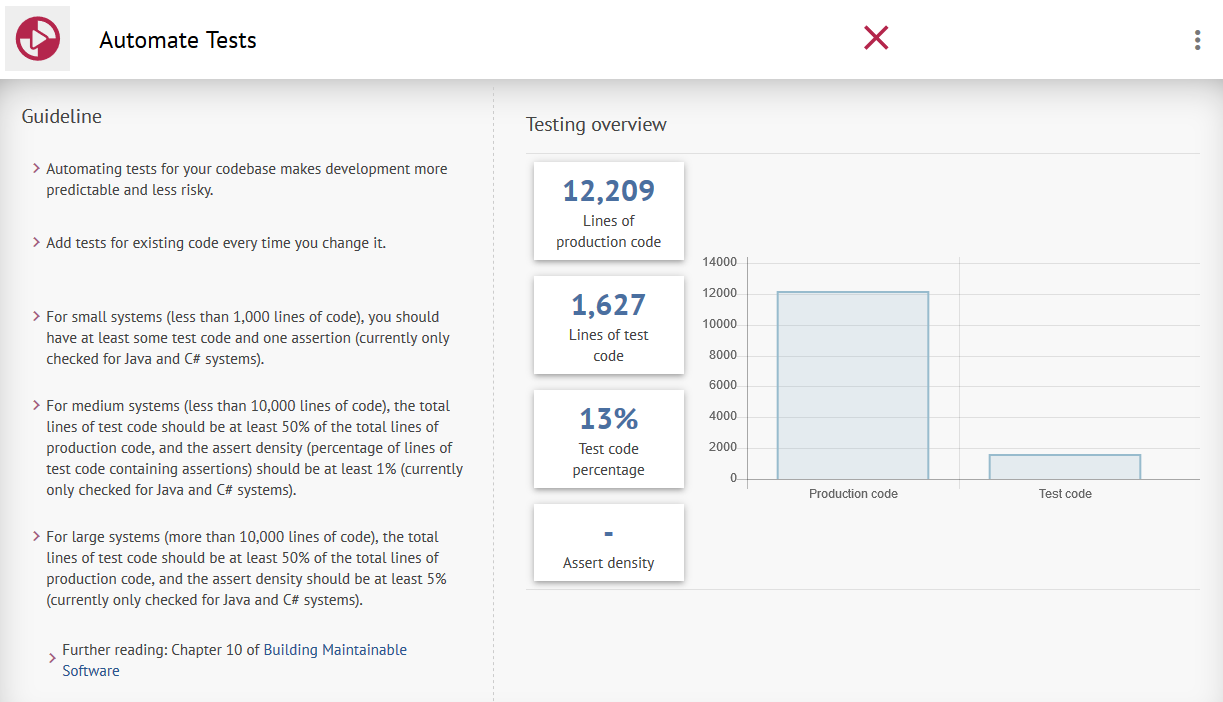 Automate Tests
Guideline
Automating tests for your codebase makes development more
predictable and less risky.
Add tests for existing code every time you change it.
For small systems (less than 1,000 lines of code), you should
have at least some test code and one assertion (currently only
checked for Java and C# systems).
For medium systems (less than 10,000 lines of code), the total
lines of test code should be at least 50% of the total lines of
production code, and the assert density (percentage of lines of
test code containing assertions) should be at least 1% (currently
only checked for Java and C# systems).
For large systems (more than 10,000 lines of code), the total
lines of test code should be at least 50% of the total lines of
production code, and the assert density should be at least 5%
(currently only checked for Java and C# systems).
Further reading: Chapter 10 of Building Maintainable
Software
Testing overview
12,209
Lines of
production code
1,627
Lines of test
code
13%
Test code
percentage
-
Assert density
14000
12000
10000
8000
6000
4000
2000
0
Production code
Test code